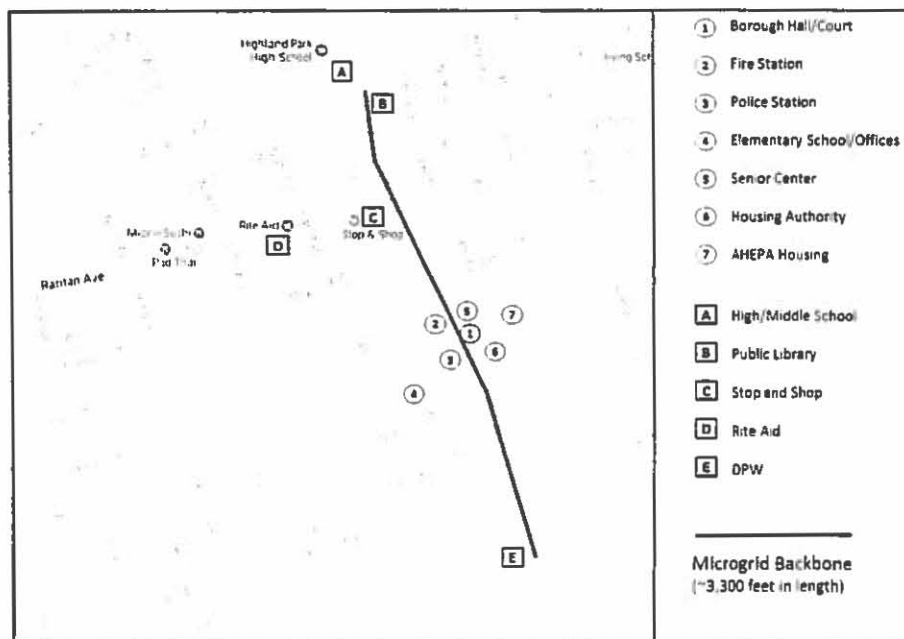 Highland Park
High School
A
B
Rite Aid
D
C
Stop & Shop
Pad Thai
Raritan Ave
5
7
2
1
3
6
4
E
1 Borough Hall/Court
2 Fire Station
3 Police Station
4 Elementary School/Offices
5 Senior Center
6 Housing Authority
7 AHEPA Housing
A High/Middle School
B Public Library
C Stop and Shop
D Rite Aid
E DPW
Microgrid Backbone
(~3,300 feet in length)